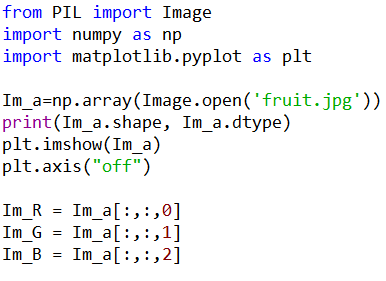 from PIL import Image
import numpy as np
import matplotlib.pyplot as plt
Im_a=np.array(Image.open('fruit.jpg'))
print(Im_a.shape, Im_a.dtype)
plt.imshow(Im_a)
plt.axis("off")
Im_R = Im_a[:,:,0]
Im_G = Im_a[:,:,1]
Im_B = Im_a[:,:,2]